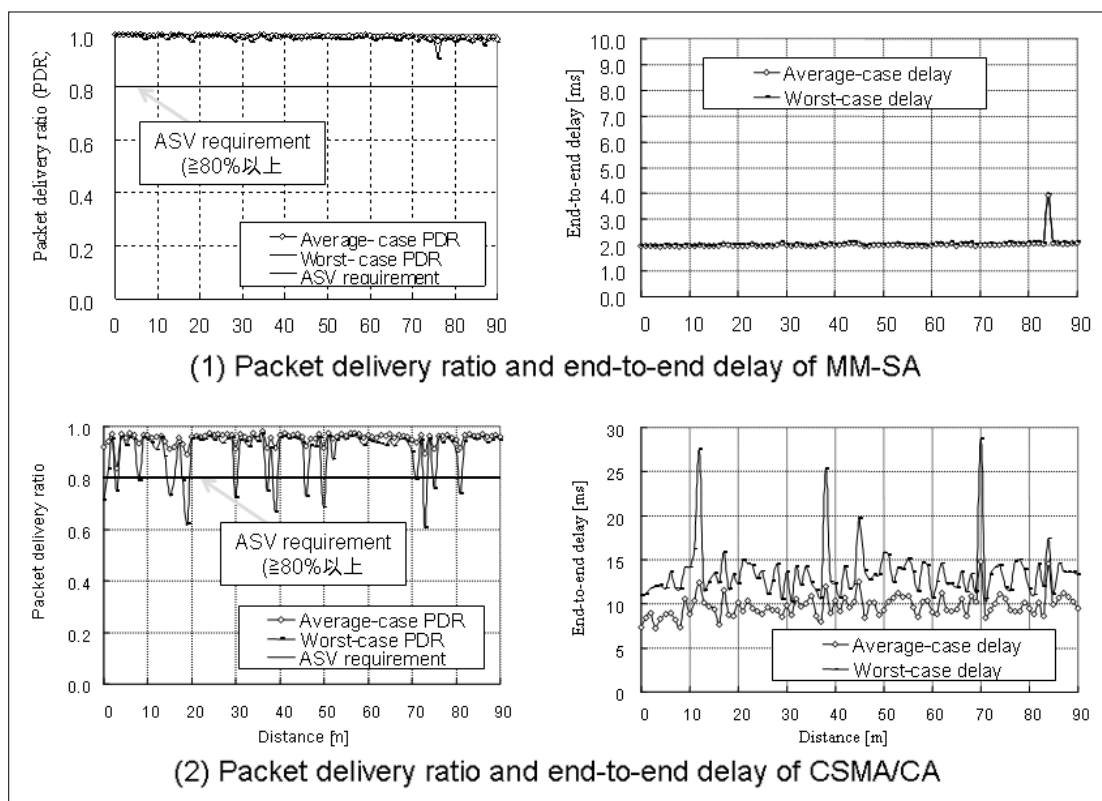 Packet delivery ratio (PDR)
1.0
0.8
0.6
0.4
0.2
0.0
ASV requirement
(≧80%以上
Average- case PDR
Worst- case PDR
ASV requirement
0 10 20 30 40 50 60 70 80 90
End-to-end delay [ms]
10.0
9.0
8.0
7.0
6.0
5.0
4.0
3.0
2.0
1.0
0.0
Average-case delay
Worst-case delay
0 10 20 30 40 50 60 70 80 90
(1) Packet delivery ratio and end-to-end delay of MM-SA
Packet delivery ratio
1.0
0.8
0.6
0.4
0.2
0.0
ASV requirement
(≧80%以上
Average-case PDR
Worst-case PDR
ASV requirement
0 10 20 30 40 50 60 70 80 90
Distance [m]
End-to-end delay [ms]
30
25
20
15
10
5
0
Average-case delay
Worst-case delay
0 10 20 30 40 50 60 70 80 90
Distance [m]
(2) Packet delivery ratio and end-to-end delay of CSMA/CA